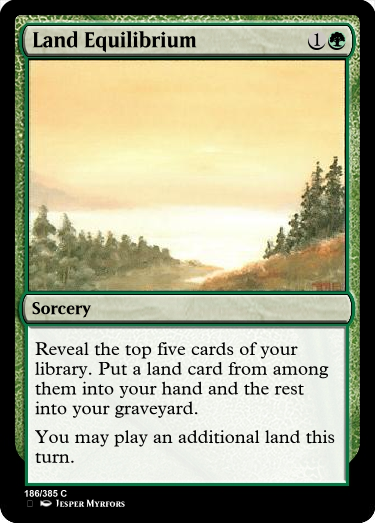 Land Equilibrium 1
Sorcery
Reveal the top five cards of your
library. Put a land card from among
them into your hand and the rest
into your graveyard.
You may play an additional land this
turn.
186/385 C
Jesper Myrfors